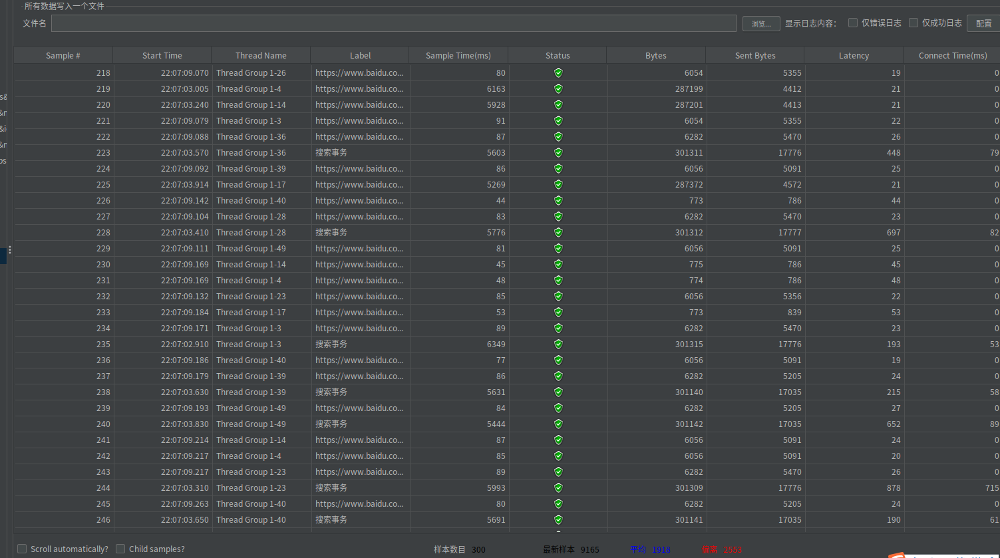 所有数据写入一个文件
文件名 浏览... 显示日志内容: 仅错误日志 仅成功日志 配置
Sample # Start Time Thread Name Label Sample Time(ms) Status Bytes Sent Bytes Latency Connect Time(ms)
218 22:07:09.070 Thread Group 1-26 https://www.baidu.co... 80 6054 5355 19 0
219 22:07:03.005 Thread Group 1-4 https://www.baidu.co... 6163 287199 4412 21 0
220 22:07:03.240 Thread Group 1-14 https://www.baidu.co... 5928 287201 4413 21 0
221 22:07:09.079 Thread Group 1-3 https://www.baidu.co... 91 6054 5355 22 0
222 22:07:09.088 Thread Group 1-36 https://www.baidu.co... 87 6282 5470 26 0
223 22:07:03.570 Thread Group 1-36 搜索事务 5603 301311 17776 448 79
224 22:07:09.092 Thread Group 1-39 https://www.baidu.co... 86 6056 5091 25 0
225 22:07:03.914 Thread Group 1-17 https://www.baidu.co... 5269 287372 4572 21 0
226 22:07:09.142 Thread Group 1-40 https://www.baidu.co... 44 773 786 44 0
227 22:07:09.104 Thread Group 1-28 https://www.baidu.co... 83 6282 5470 23 0
228 22:07:03.410 Thread Group 1-28 搜索事务 5776 301312 17777 697 82
229 22:07:09.111 Thread Group 1-49 https://www.baidu.co... 81 6056 5091 25 0
230 22:07:09.169 Thread Group 1-14 https://www.baidu.co... 45 775 786 45 0
231 22:07:09.169 Thread Group 1-4 https://www.baidu.co... 48 774 786 48 0
232 22:07:09.132 Thread Group 1-23 https://www.baidu.co... 85 6056 5356 22 0
233 22:07:09.184 Thread Group 1-17 https://www.baidu.co... 53 773 839 53 0
234 22:07:09.171 Thread Group 1-3 https://www.baidu.co... 89 6282 5470 23 0
235 22:07:02.910 Thread Group 1-3 搜索事务 6349 301315 17776 193 53
236 22:07:09.186 Thread Group 1-40 https://www.baidu.co... 77 6056 5091 19 0
237 22:07:09.179 Thread Group 1-39 https://www.baidu.co... 86 6282 5205 24 0
238 22:07:03.630 Thread Group 1-39 搜索事务 5631 301140 17035 215 58
239 22:07:09.193 Thread Group 1-49 https://www.baidu.co... 84 6282 5205 27 0
240 22:07:03.830 Thread Group 1-49 搜索事务 5444 301142 17035 652 89
241 22:07:09.214 Thread Group 1-14 https://www.baidu.co... 87 6056 5091 24 0
242 22:07:09.217 Thread Group 1-4 https://www.baidu.co... 85 6056 5091 20 0
243 22:07:09.217 Thread Group 1-23 https://www.baidu.co... 89 6282 5470 26 0
244 22:07:03.310 Thread Group 1-23 搜索事务 5993 301309 17776 878 715
245 22:07:09.263 Thread Group 1-40 https://www.baidu.co... 80 6282 5205 24 0
246 22:07:03.650 Thread Group 1-40 搜索事务 5691 301141 17035 190 61
Scroll automatically? Child samples? 样本数目 300 最新样本 9165 平均 1918 偏离 2553